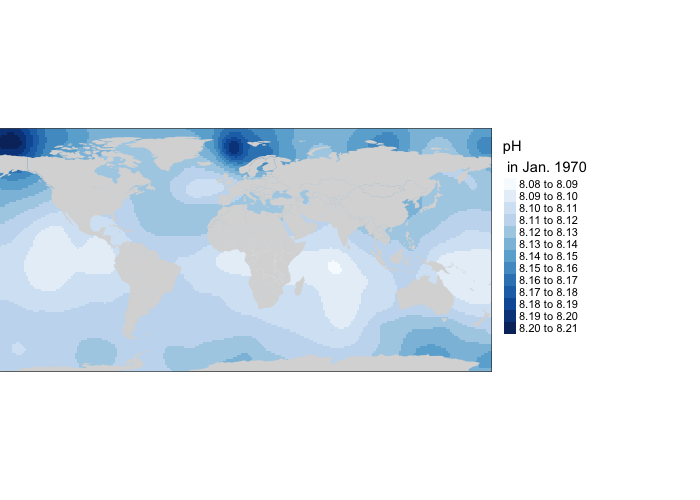 pH
in Jan. 1970
8.08 to 8.09
8.09 to 8.10
8.10 to 8.11
8.11 to 8.12
8.12 to 8.13
8.13 to 8.14
8.14 to 8.15
8.15 to 8.16
8.16 to 8.17
8.17 to 8.18
8.18 to 8.19
8.19 to 8.20
8.20 to 8.21